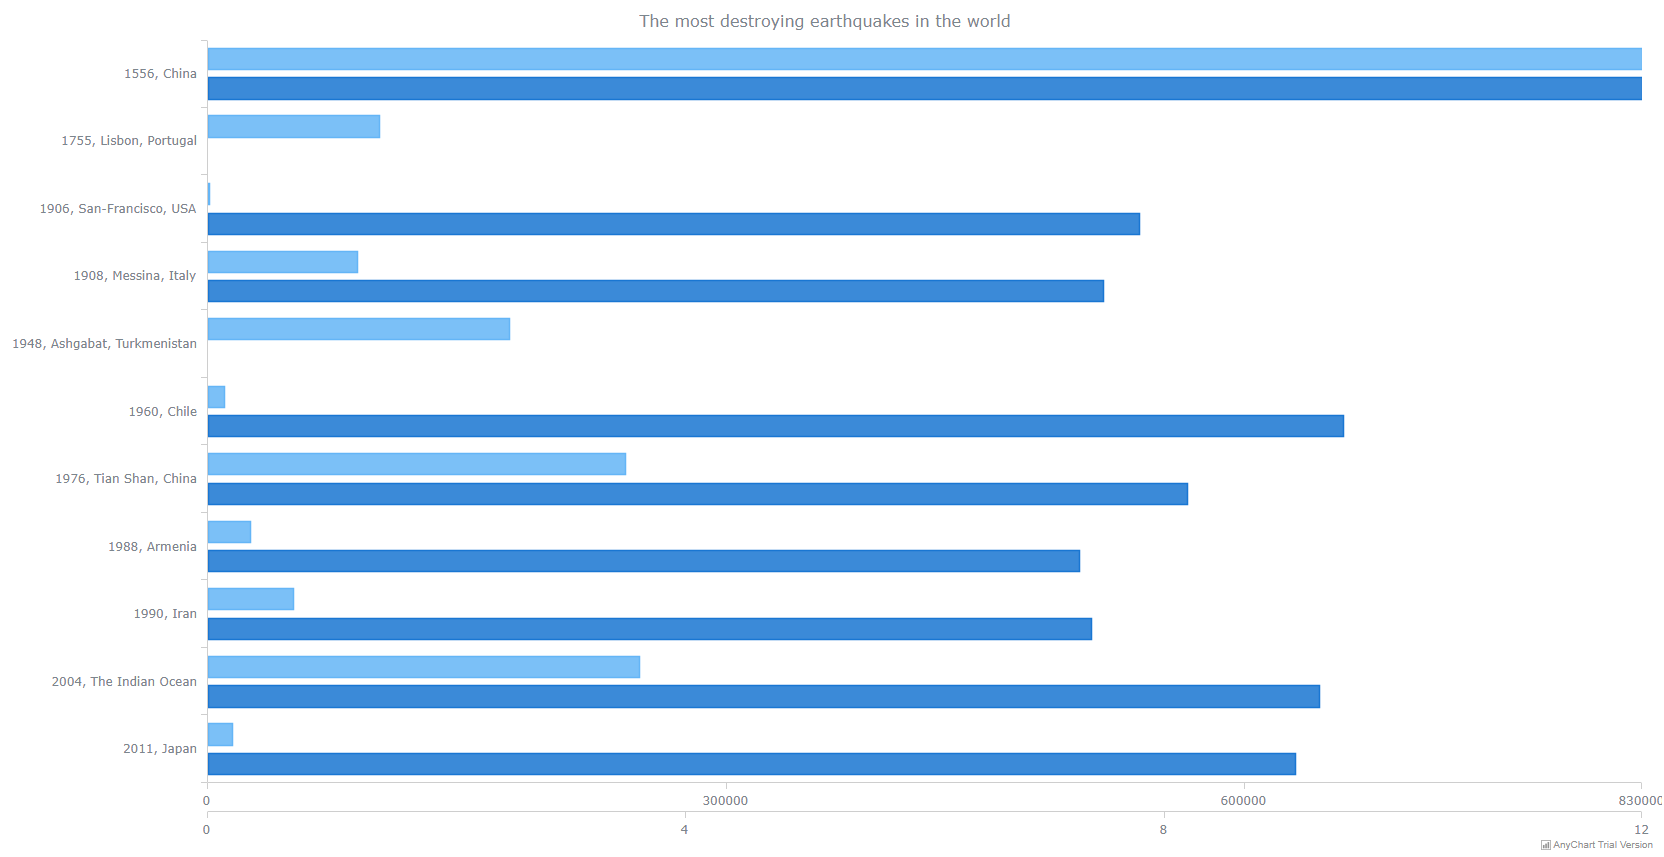 The most destroying earthquakes in the world
1556, China
1755, Lisbon, Portugal
1906, San-Francisco, USA
1908, Messina, Italy
1948, Ashgabat, Turkmenistan
1960, Chile
1976, Tian Shan, China
1988, Armenia
1990, Iran
2004, The Indian Ocean
2011, Japan
0 300000 600000 830000
0 4 8 12
AnyChart Trial Version